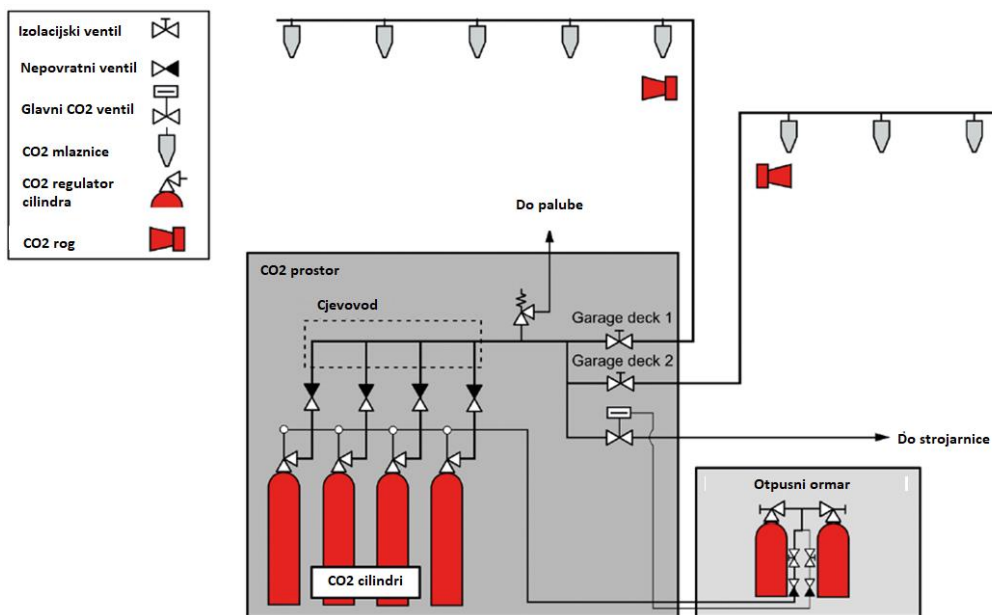 Izolacijski ventil
Nepovratni ventil
Glavni CO2 ventil
CO2 mlaznice
CO2 regulator
cilindra
CO2 rog
Do palube
CO2 prostor
Cjevovod
Garage deck 1
Garage deck 2
Do strojarnice
Otpusni ormar
CO2 cilindri